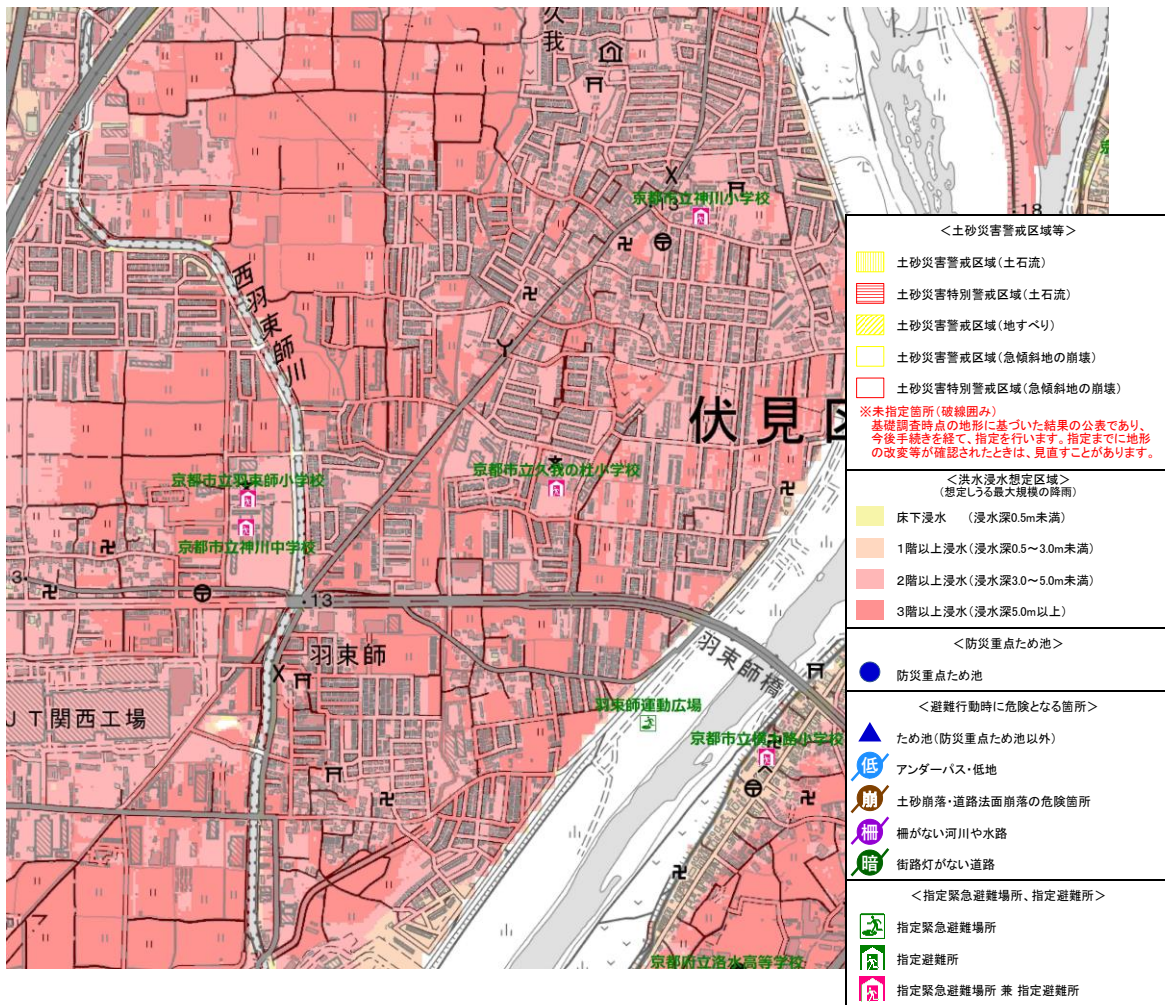 久我
18
京都市立神川小学校
西羽束師川
伏見区
京都市立羽束師小学校
京都市立久我の杜小学校
京都市立神川中学校
3
13
羽束師
羽束師橋
JT関西工場
羽束師運動広場
京都市立横大路小学校
京都府立洛水高等学校
＜土砂災害警戒区域等＞
土砂災害警戒区域（土石流）
土砂災害特別警戒区域（土石流）
土砂災害警戒区域（地すべり）
土砂災害警戒区域（急傾斜地の崩壊）
土砂災害特別警戒区域（急傾斜地の崩壊）
※未指定箇所（破線囲み）
基礎調査時点の地形に基づいた結果の公表であり、
今後手続きを経て、指定を行います。指定までに地形
の改変等が確認されたときは、見直すことがあります。
＜洪水浸水想定区域＞
（想定しうる最大規模の降雨）
床下浸水　（浸水深0.5m未満）
1階以上浸水（浸水深0.5～3.0m未満）
2階以上浸水（浸水深3.0～5.0m未満）
3階以上浸水（浸水深5.0m以上）
＜防災重点ため池＞
防災重点ため池
＜避難行動時に危険となる箇所＞
ため池（防災重点ため池以外）
低 アンダーパス・低地
崩 土砂崩落・道路法面崩落の危険箇所
柵 柵がない河川や水路
暗 街路灯がない道路
＜指定緊急避難場所、指定避難所＞
指定緊急避難場所
指定避難所
指定緊急避難場所 兼 指定避難所